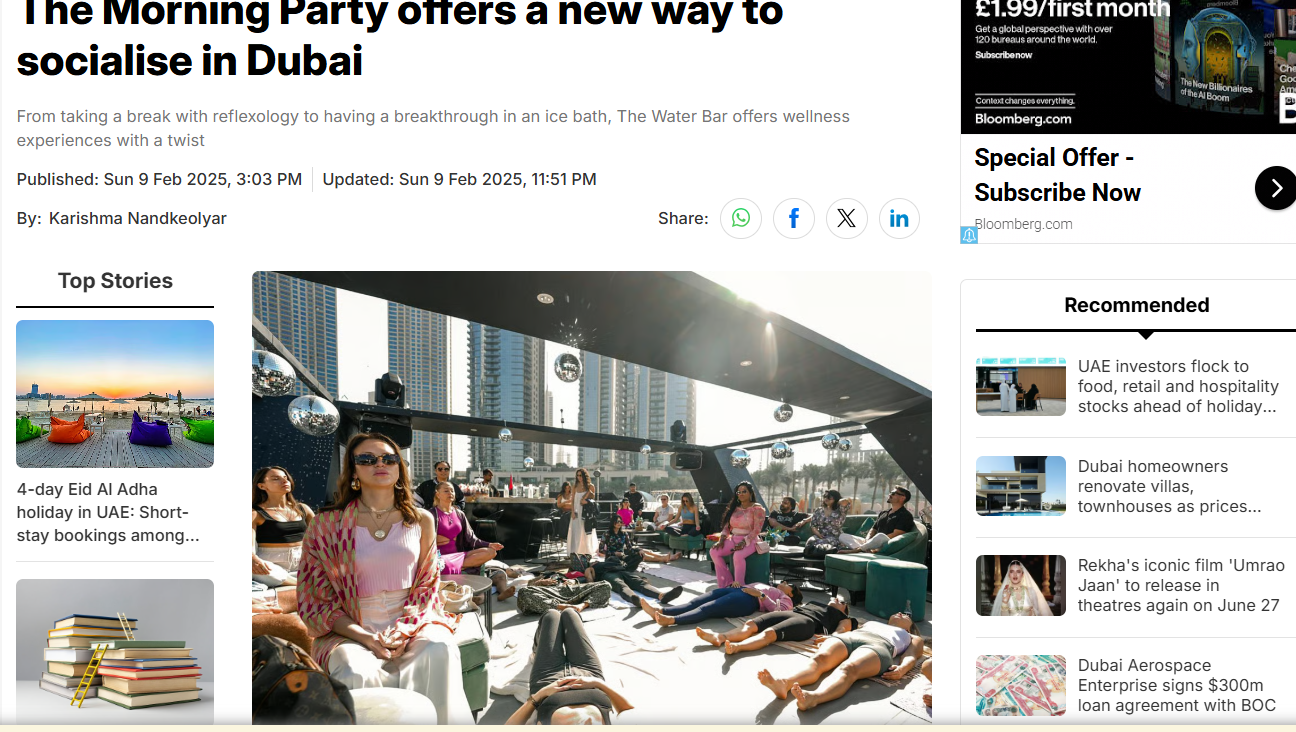 The Morning Party offers a new way to
socialise in Dubai
From taking a break with reflexology to having a breakthrough in an ice bath, The Water Bar offers wellness
experiences with a twist
Published: Sun 9 Feb 2025, 3:03 PM
Updated: Sun 9 Feb 2025, 11:51 PM
By: Karishma Nandkeolyar
Share:
Top Stories
4-day Eid Al Adha
holiday in UAE: Short-
stay bookings among...
£1.99/first month
Get a global perspective with over
120 bureaus around the world.
Subscribe now
The New Billionaires
of the AI Boom
Context changes everything.
Bloomberg.com
Special Offer -
Subscribe Now
Bloomberg.com
Recommended
UAE investors flock to
food, retail and hospitality
stocks ahead of holiday...
Dubai homeowners
renovate villas,
townhouses as prices...
Rekha's iconic film 'Umrao
Jaan' to release in
theatres again on June 27
Dubai Aerospace
Enterprise signs $300m
loan agreement with BOC